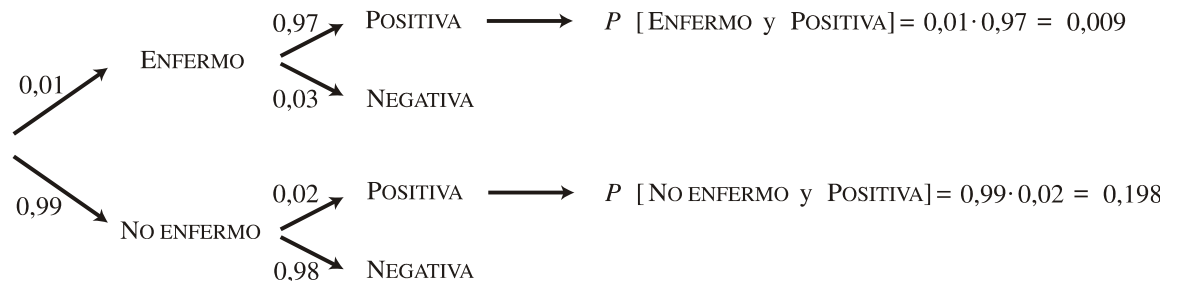 0,97 POSITIVA P [ENFERMO y POSITIVA] = 0,01·0,97 = 0,009
ENFERMO
0,01
0,03 NEGATIVA
0,99
0,02 POSITIVA P [NO ENFERMO y POSITIVA] = 0,99·0,02 = 0,198
NO ENFERMO
0,98 NEGATIVA